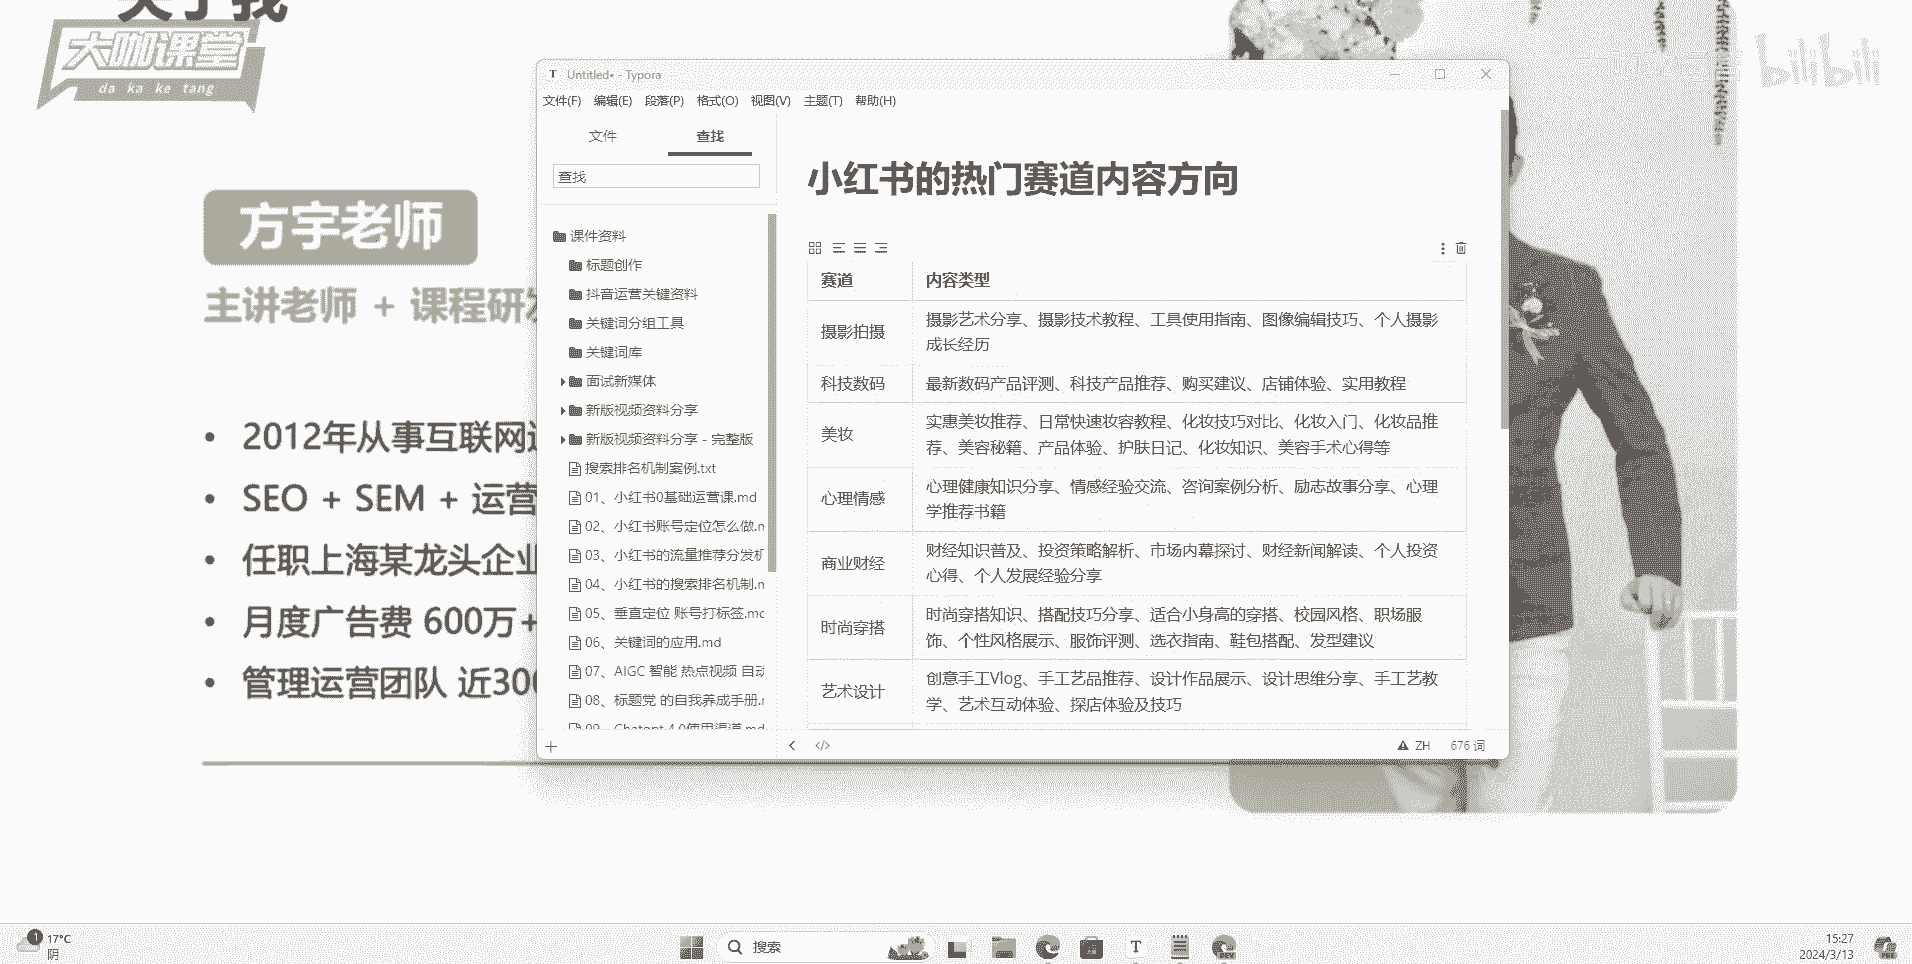 关于我
大咖课堂
da ka ke tang
bilibili
方宇老师
主讲老师 + 课程研发
2012年从事互联网
SEO + SEM + 运营
任职上海某龙头企业
月度广告费 600万+
管理运营团队 近300
Untitled• - Typora
文件(F) 编辑(E) 段落(P) 格式(O) 视图(V) 主题(T) 帮助(H)
文件 查找
查找
课件资料
标题创作
抖音运营关键资料
关键词分组工具
关键词库
面试新媒体
新版视频资料分享
新版视频资料分享 - 完整版
搜索排名机制案例.txt
01、小红书0基础运营课.md
02、小红书账号定位怎么做.m
03、小红书的流量推荐分发机
04、小红书的搜索排名机制.m
05、垂直定位 账号打标签.mc
06、关键词的应用.md
07、AIGC 智能 热点视频 自动
08、标题党 的自我养成手册.
09、Chatgpt 4.0使用渠道.md
小红书的热门赛道内容方向
赛道 内容类型
摄影拍摄 摄影艺术分享、摄影技术教程、工具使用指南、图像编辑技巧、个人摄影
成长经历
科技数码 最新数码产品评测、科技产品推荐、购买建议、店铺体验、实用教程
美妆 实惠美妆推荐、日常快速妆容教程、化妆技巧对比、化妆入门、化妆品推
荐、美容秘籍、产品体验、护肤日记、化妆知识、美容手术心得等
心理情感 心理健康知识分享、情感经验交流、咨询案例分析、励志故事分享、心理
学推荐书籍
商业财经 财经知识普及、投资策略解析、市场内幕探讨、财经新闻解读、个人投资
心得、个人发展经验分享
时尚穿搭 时尚穿搭知识、搭配技巧分享、适合小身高的穿搭、校园风格、职场服
饰、个性风格展示、服饰评测、选衣指南、鞋包搭配、发型建议
艺术设计 创意手工Vlog、手工艺品推荐、设计作品展示、设计思维分享、手工艺教
学、艺术互动体验、探店体验及技巧
ZH 676 词
1 17°C
阴
搜索
DEV
15:27
2024/3/13
PRE